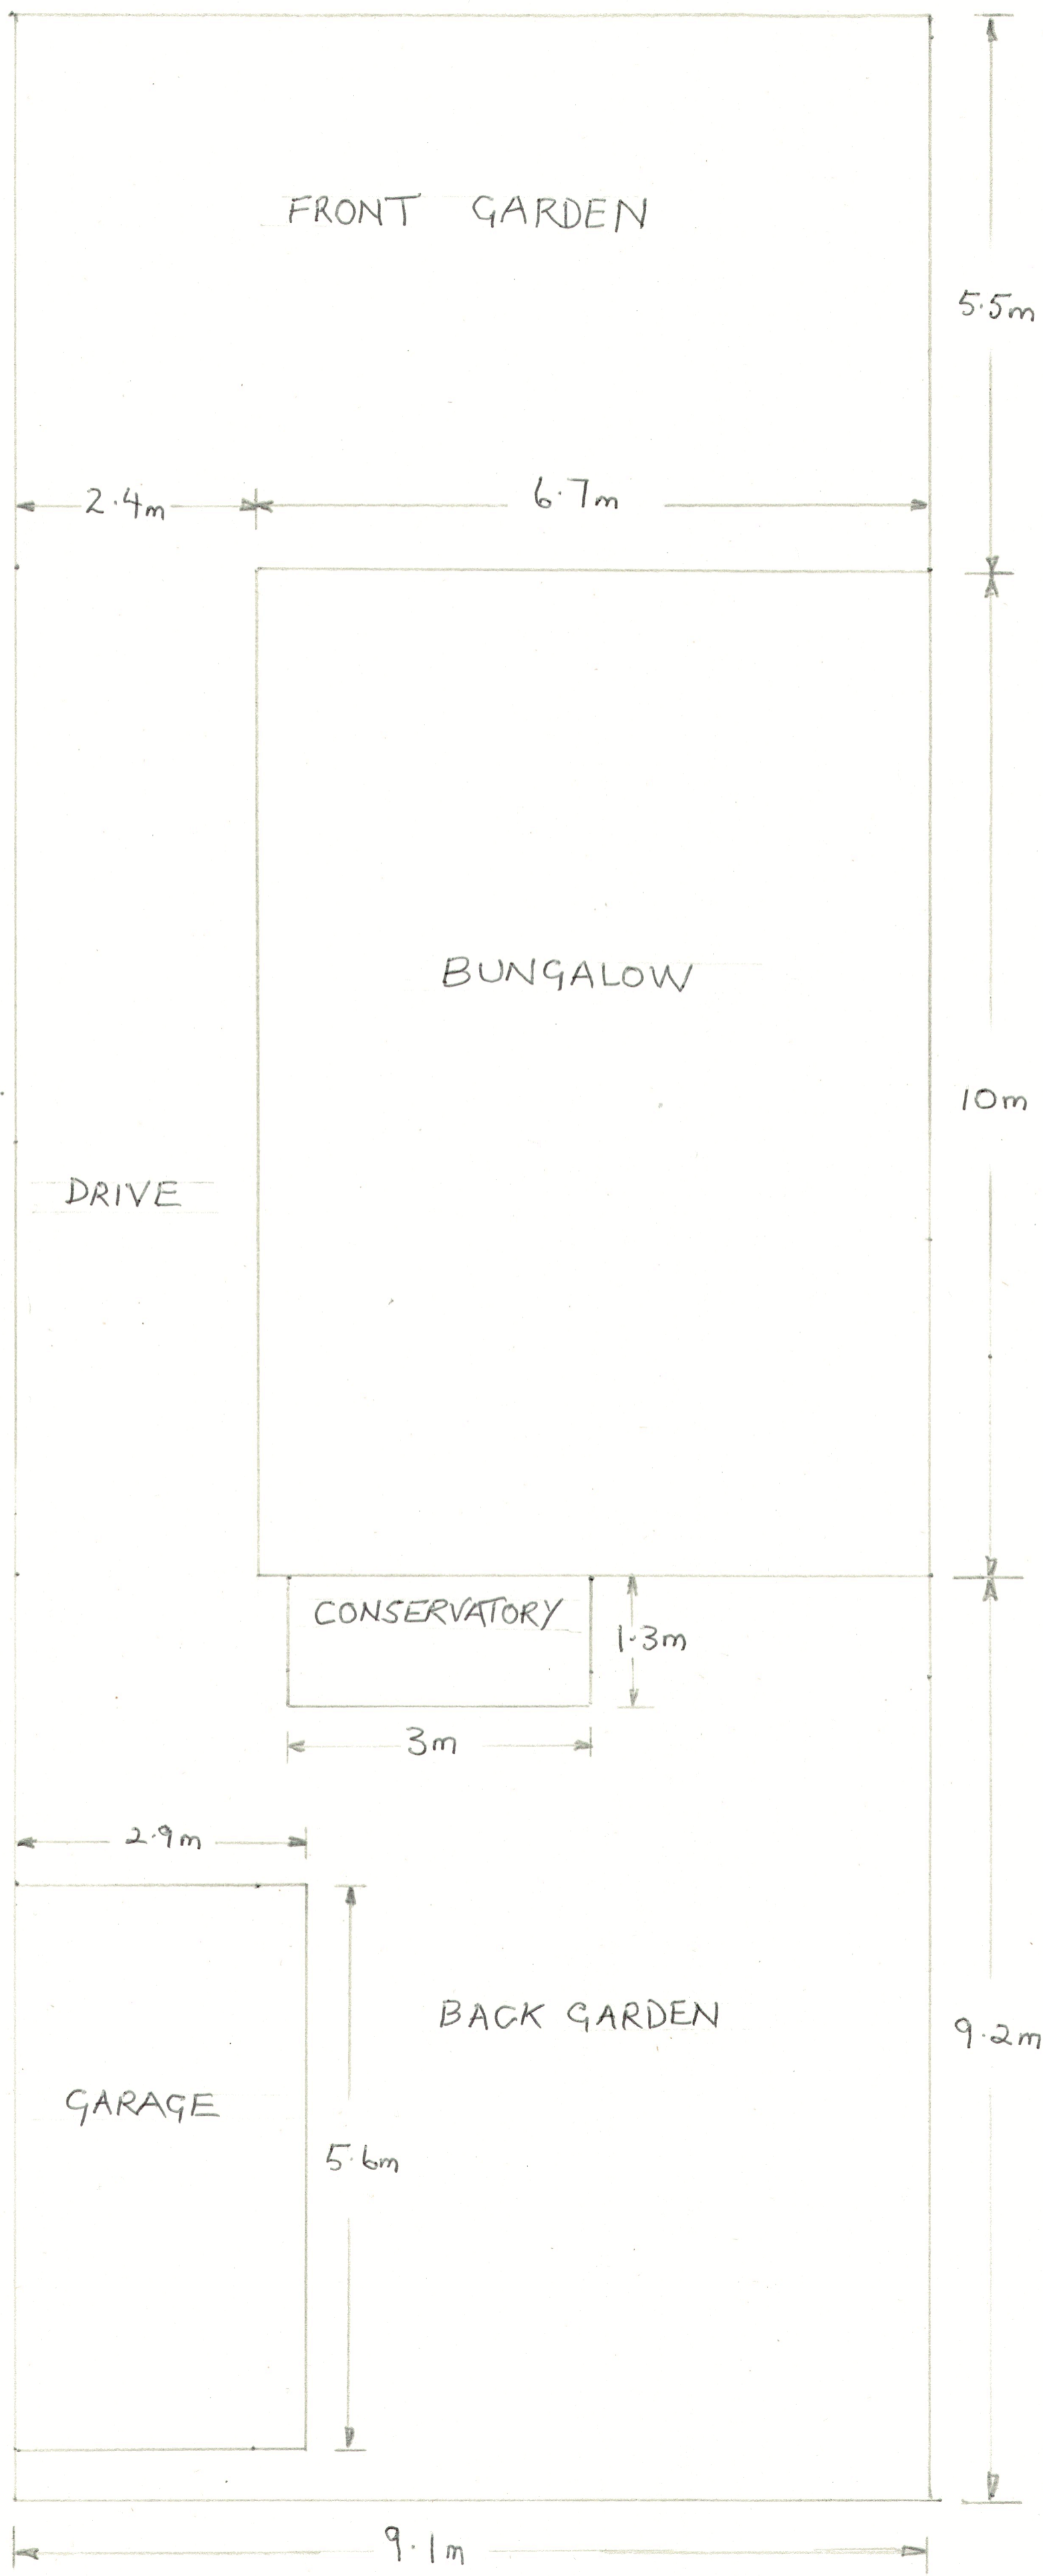 FRONT GARDEN
5.5m
2.4m
6.7m
BUNGALOW
10m
DRIVE
CONSERVATORY
1.3m
3m
2.9m
BACK GARDEN
9.2m
GARAGE
5.6m
9.1m